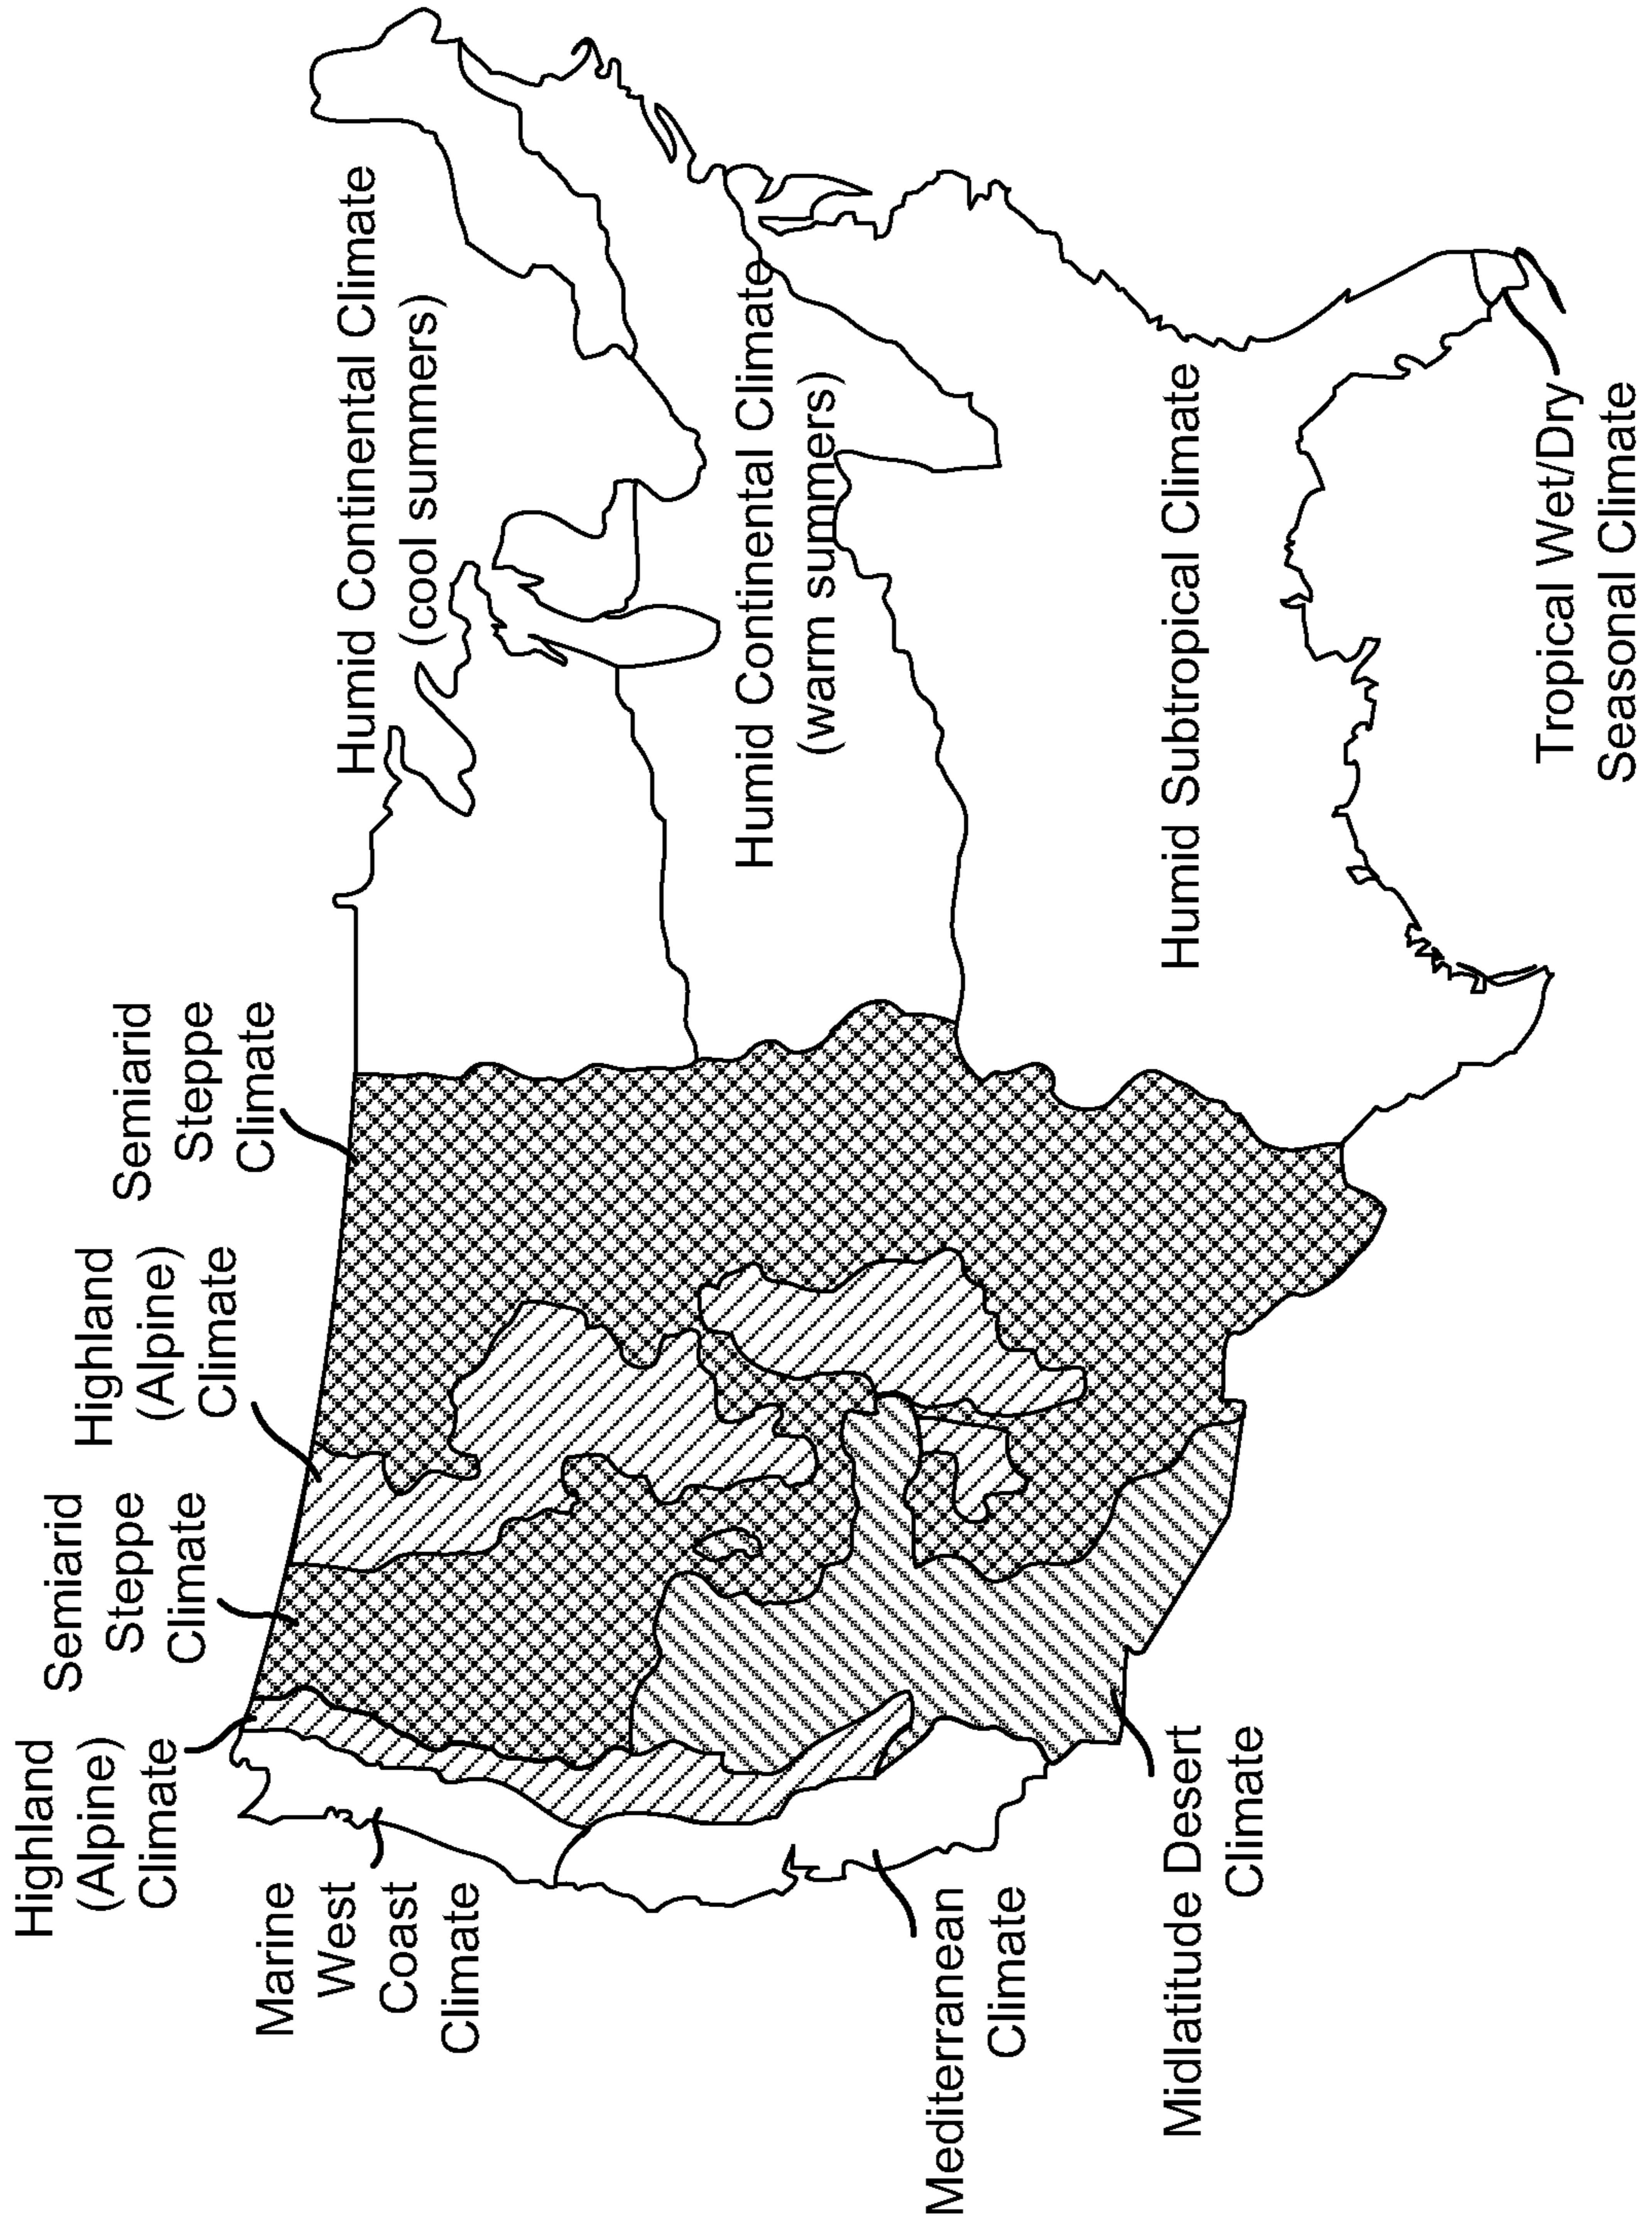 Highland
(Alpine)
Climate
Semiarid
Steppe
Climate
Highland
(Alpine)
Climate
Semiarid
Steppe
Climate
Marine
West
Coast
Climate
Humid Continental Climate
(cool summers)
Humid Continental Climate
(warm summers)
Mediterranean
Climate
Midlatitude Desert
Climate
Humid Subtropical Climate
Tropical Wet/Dry
Seasonal Climate